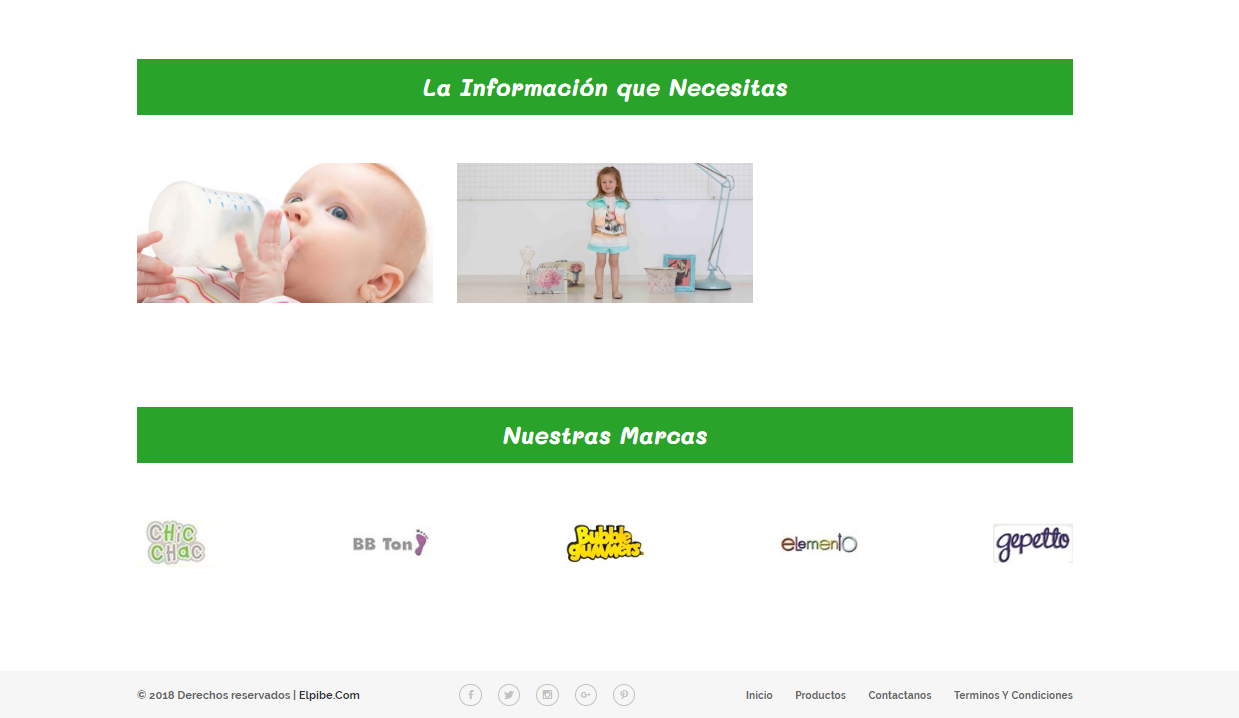 La Información que Necesitas
Nuestras Marcas
CHiC
CHaC
BB Ton
Bubble
gummers
elemento
gepetto
© 2018 Derechos reservados | Elpibe.Com
Inicio Productos Contactanos Terminos Y Condiciones